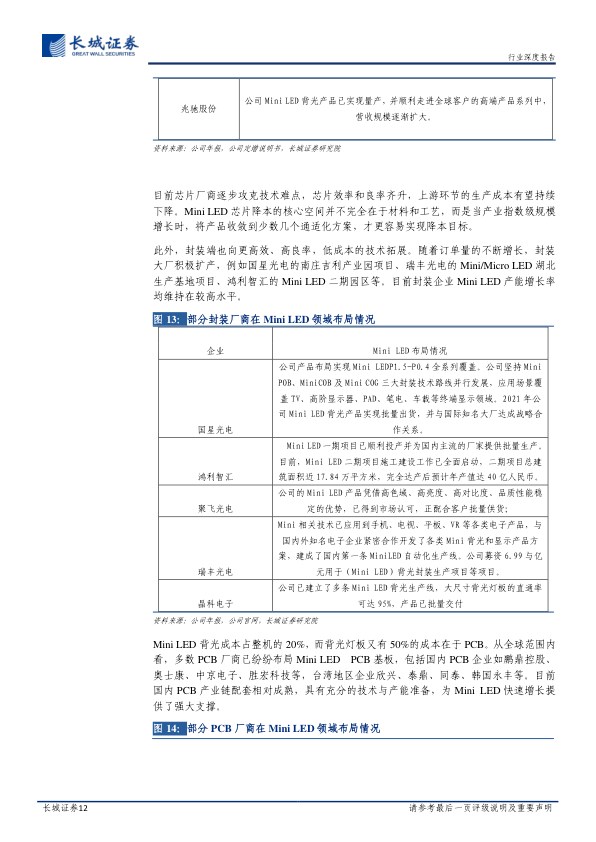 长城证券
GREAT WALL SECURITIES
行业深度报告
兆驰股份
公司 Mini LED 背光产品已实现量产，并顺利走进全球客户的高端产品系列中，
营收规模逐渐扩大。
资料来源：公司年报，公司定增说明书，长城证券研究院
目前芯片厂商逐步攻克技术难点，芯片效率和良率齐升，上游环节的生产成本有望持续
下降。Mini LED 芯片降本的核心空间并不完全在于材料和工艺，而是当产业指数级规模
增长时，将产品收敛到少数几个通适化方案，才更容易实现降本目标。
此外，封装端也向更高效、高良率，低成本的技术拓展。随着订单量的不断增长，封装
大厂积极扩产，例如国星光电的南庄吉利产业园项目、瑞丰光电的 Mini/Micro LED 湖北
生产基地项目、鸿利智汇的 Mini LED 二期园区等。目前封装企业 Mini LED 产能增长率
均维持在较高水平。
图 13: 部分封装厂商在 Mini LED 领域布局情况
企业
Mini LED 布局情况
公司产品布局实现 Mini LEDP1.5-P0.4 全系列覆盖。公司坚持 Mini
POB、MiniCOB 及 Mini COG 三大封装技术路线并行发展，应用场景覆
盖 TV、高阶显示器、PAD、笔电、车载等终端显示领域。2021 年公
司 Mini LED 背光产品实现批量出货，并与国际知名大厂达成战略合
国星光电
作关系。
Mini LED 一期项目已顺利投产并为国内主流的厂家提供批量生产。
目前，Mini LED 二期项目施工建设工作已全面启动，二期项目总建
鸿利智汇
筑面积近 17.84 万平方米，完全达产后预计年产值达 40 亿人民币。
公司的 Mini LED 产品凭借高色域、高亮度、高对比度、品质性能稳
聚飞光电
定的优势，已得到市场认可，正配合客户批量供货；
Mini 相关技术已应用到手机、电视、平板、VR 等各类电子产品，与
国内外知名电子企业紧密合作开发了各类 Mini 背光和显示产品方
案，建成了国内第一条 MiniLED 自动化生产线。公司募资 6.99 与亿
瑞丰光电
元用于（Mini LED）背光封装生产项目等项目。
公司已建立了多条 Mini LED 背光生产线，大尺寸背光灯板的直通率
晶科电子
可达 95%，产品已批量交付
资料来源：公司年报，公司官网，长城证券研究院
Mini LED 背光成本占整机的 20%，而背光灯板又有 50%的成本在于 PCB。从全球范围内
看，多数 PCB 厂商已纷纷布局 Mini LED PCB 基板，包括国内 PCB 企业如鹏鼎控股、
奥士康、中京电子、胜宏科技等，台湾地区企业欣兴、泰鼎、同泰、韩国永丰等。目前
国内 PCB 产业链配套相对成熟，具有充分的技术与产能准备，为 Mini LED 快速增长提
供了强大支撑。
图 14: 部分 PCB 厂商在 Mini LED 领域布局情况
长城证券12
请参考最后一页评级说明及重要声明